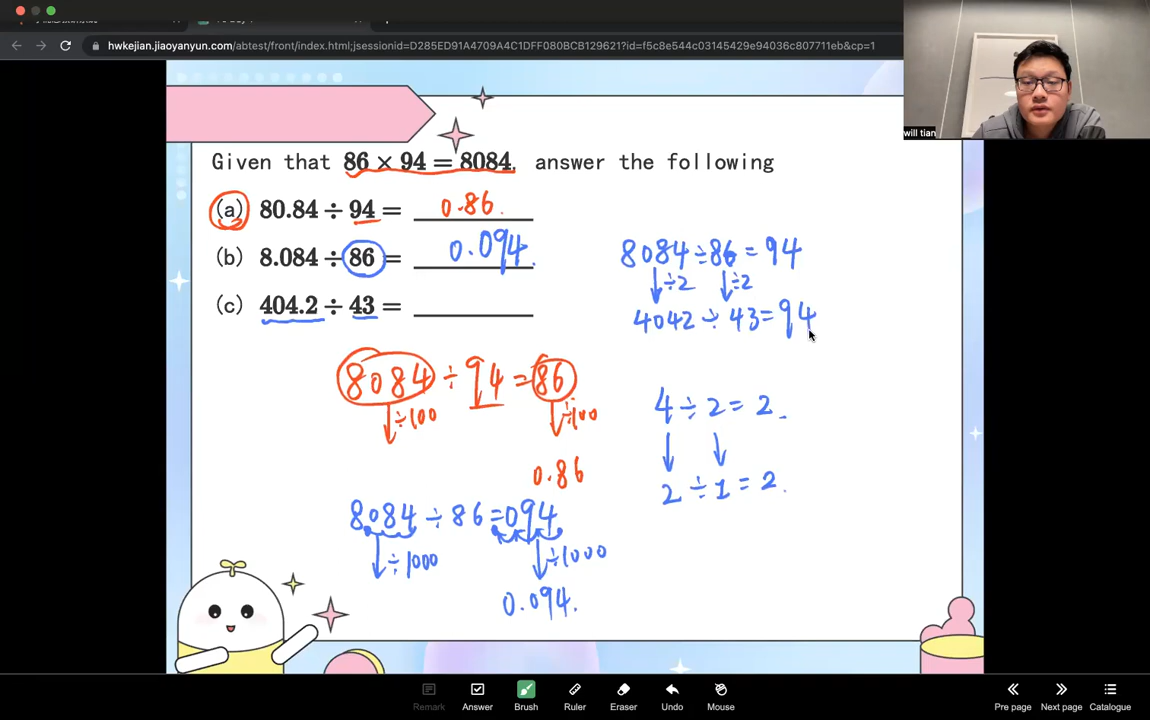 hwkejian.jiaoyanyun.com/abtest/front/index.html;jsessionid=D285ED91A4709A4C1DFF080BCB129621?id=f5c8e544c03145429e94036c807711eb&cp=1
will tian
Given that 86 × 94 = 8084, answer the following
(a) 80.84 ÷ 94 = 0.86
(b) 8.084 ÷ 86 = 0.094.
(c) 404.2 ÷ 43 =
8084 ÷ 86 = 94
÷2 ÷2
4042 ÷ 43 = 94
8084 ÷ 94 = 86
÷100 ÷100
0.86
4 ÷ 2 = 2.
2 ÷ 1 = 2.
8084 ÷ 86 = 094
÷1000 ÷1000
0.094.
Remark Answer Brush Ruler Eraser Undo Mouse Pre page Next page Catalogue